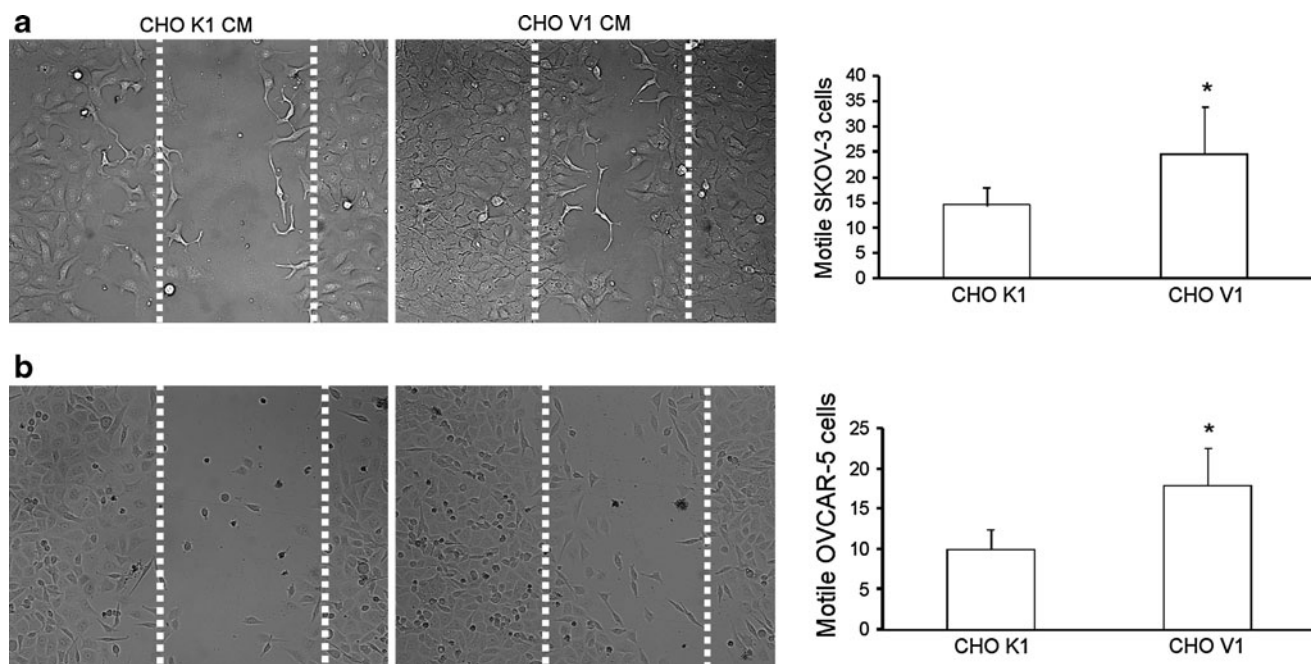 a
CHO K1 CM
CHO V1 CM
Motile SKOV-3 cells
40
35
30
25
20
15
10
5
0
*
CHO K1
CHO V1
b
Motile OVCAR-5 cells
25
20
15
10
5
0
*
CHO K1
CHO V1